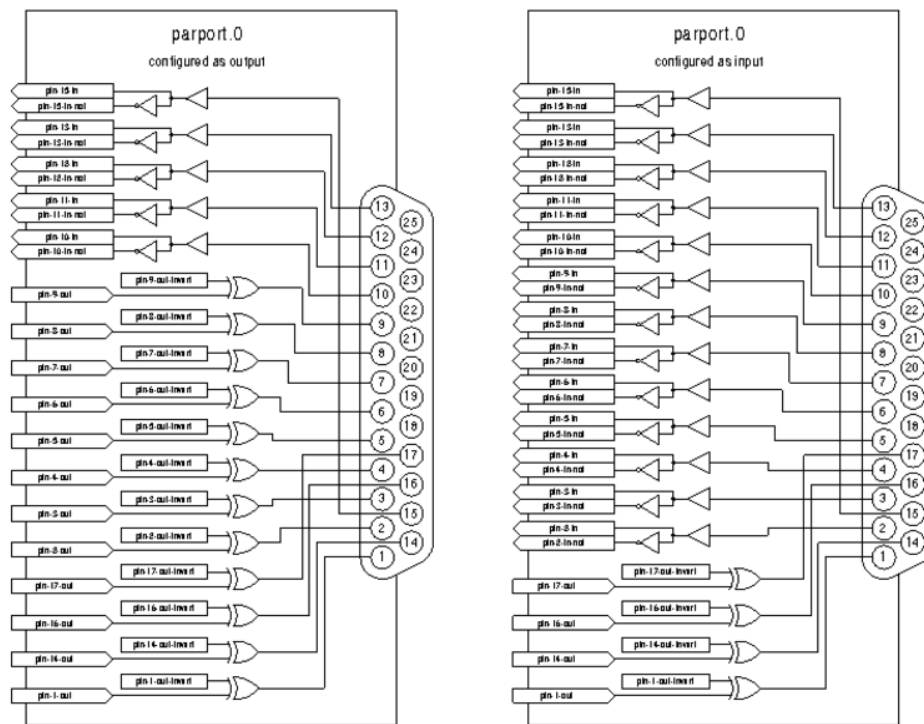 parport.0
configured as output
pin-15-in
pin-15-in-not
pin-13-in
pin-13-in-not
pin-12-in
pin-12-in-not
pin-11-in
pin-11-in-not
pin-10-in
pin-10-in-not
pin-9-out-invert
pin-9-out
pin-8-out-invert
pin-8-out
pin-7-out-invert
pin-7-out
pin-6-out-invert
pin-6-out
pin-5-out-invert
pin-5-out
pin-4-out-invert
pin-4-out
pin-3-out-invert
pin-3-out
pin-2-out-invert
pin-2-out
pin-17-out-invert
pin-17-out
pin-16-out-invert
pin-16-out
pin-14-out-invert
pin-14-out
pin-1-out-invert
pin-1-out
13
25
12
24
11
23
10
22
9
21
8
20
7
19
6
18
5
17
4
16
3
15
2
14
1
parport.0
configured as input
pin-15-in
pin-15-in-not
pin-13-in
pin-13-in-not
pin-12-in
pin-12-in-not
pin-11-in
pin-11-in-not
pin-10-in
pin-10-in-not
pin-9-in
pin-9-in-not
pin-8-in
pin-8-in-not
pin-7-in
pin-7-in-not
pin-6-in
pin-6-in-not
pin-5-in
pin-5-in-not
pin-4-in
pin-4-in-not
pin-3-in
pin-3-in-not
pin-2-in
pin-2-in-not
pin-17-out-invert
pin-17-out
pin-16-out-invert
pin-16-out
pin-14-out-invert
pin-14-out
pin-1-out-invert
pin-1-out
13
25
12
24
11
23
10
22
9
21
8
20
7
19
6
18
5
17
4
16
3
15
2
14
1